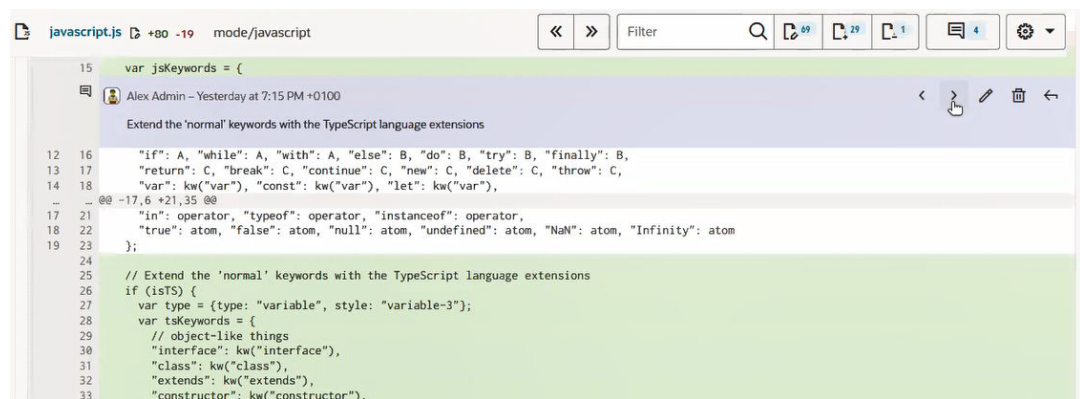 javascript.js +80 -19 mode/javascript Filter 69 29 1 4
15 var jsKeywords = {
Alex Admin – Yesterday at 7:15 PM +0100
Extend the 'normal' keywords with the TypeScript language extensions
12 16 "if": A, "while": A, "with": A, "else": B, "do": B, "try": B, "finally": B,
13 17 "return": C, "break": C, "continue": C, "new": C, "delete": C, "throw": C,
14 18 "var": kw("var"), "const": kw("var"), "let": kw("var"),
… … @@ -17,6 +21,35 @@
17 21 "in": operator, "typeof": operator, "instanceof": operator,
18 22 "true": atom, "false": atom, "null": atom, "undefined": atom, "NaN": atom, "Infinity": atom
19 23 };
24
25 // Extend the 'normal' keywords with the TypeScript language extensions
26 if (isTS) {
27 var type = {type: "variable", style: "variable-3"};
28 var tsKeywords = {
29 // object-like things
30 "interface": kw("interface"),
31 "class": kw("class"),
32 "extends": kw("extends"),
33 "constructor": kw("constructor"),